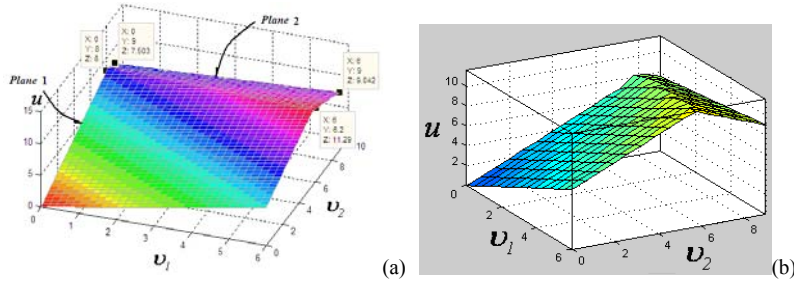 Plane 1
Plane 2
X: 0
Y: 8
Z: 8
X: 0
Y: 9
Z: 7.503
X: 6
Y: 9
Z: 9.042
X: 6
Y: 6.2
Z: 11.29
u
15
10
5
0
0 1 2 3 4 5 6
υ1
0
2
4
6
8
10
υ2
(a)
u
10
8
6
4
2
0
2
4
6
υ1
0 2 4 6 8
υ2
(b)